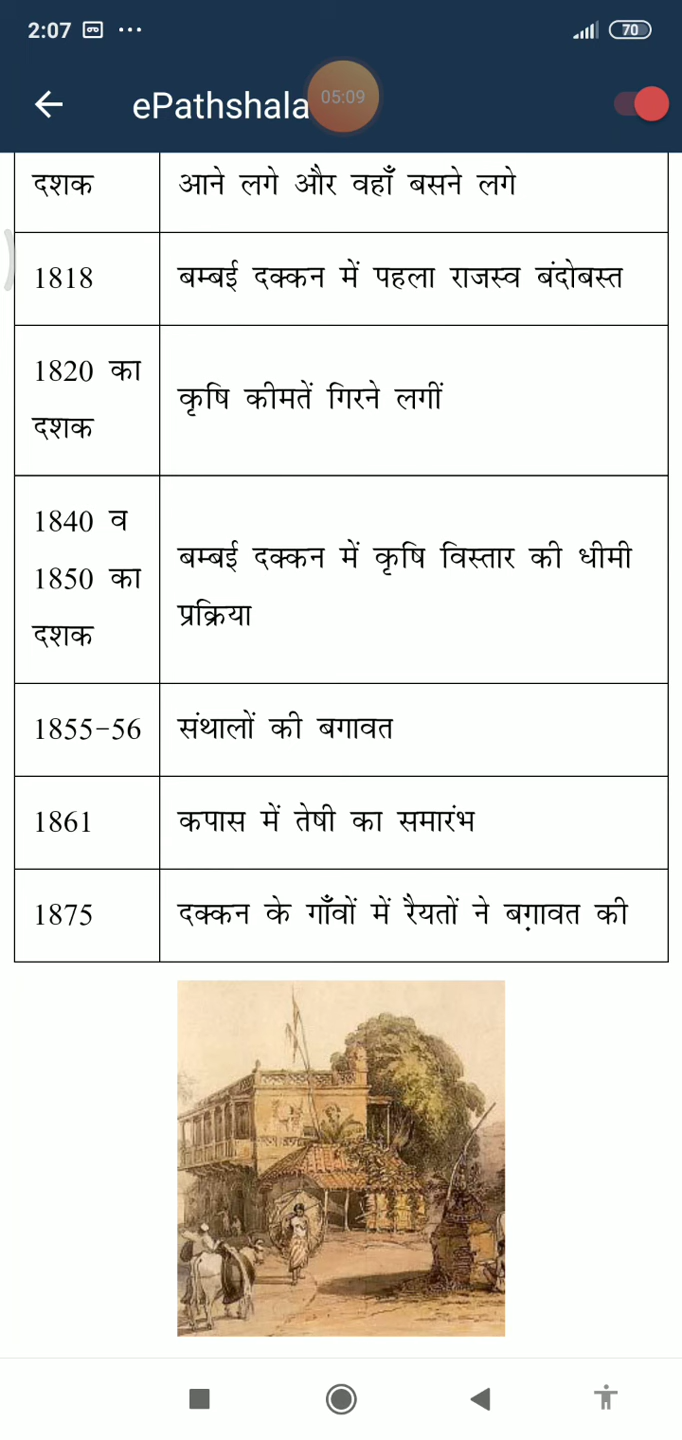 2:07
70
ePathshala
05:09
दशक आने लगे और वहाँ बसने लगे
1818 बम्बई दक्कन में पहला राजस्व बंदोबस्त
1820 का
दशक
कृषि कीमतें गिरने लगीं
1840 व
1850 का
दशक
बम्बई दक्कन में कृषि विस्तार की धीमी
प्रक्रिया
1855-56 संथालों की बगावत
1861 कपास में तेषी का समारंभ
1875 दक्कन के गाँवों में रैयतों ने बग़ावत की